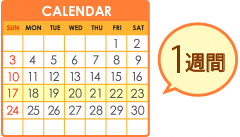 CALENDAR
SUN MON TUE WED THU FRI SAT
1 2
3 4 5 6 7 8 9
10 11 12 13 14 15 16
17 18 19 20 21 22 23
24 25 26 27 28 29 30
1週間